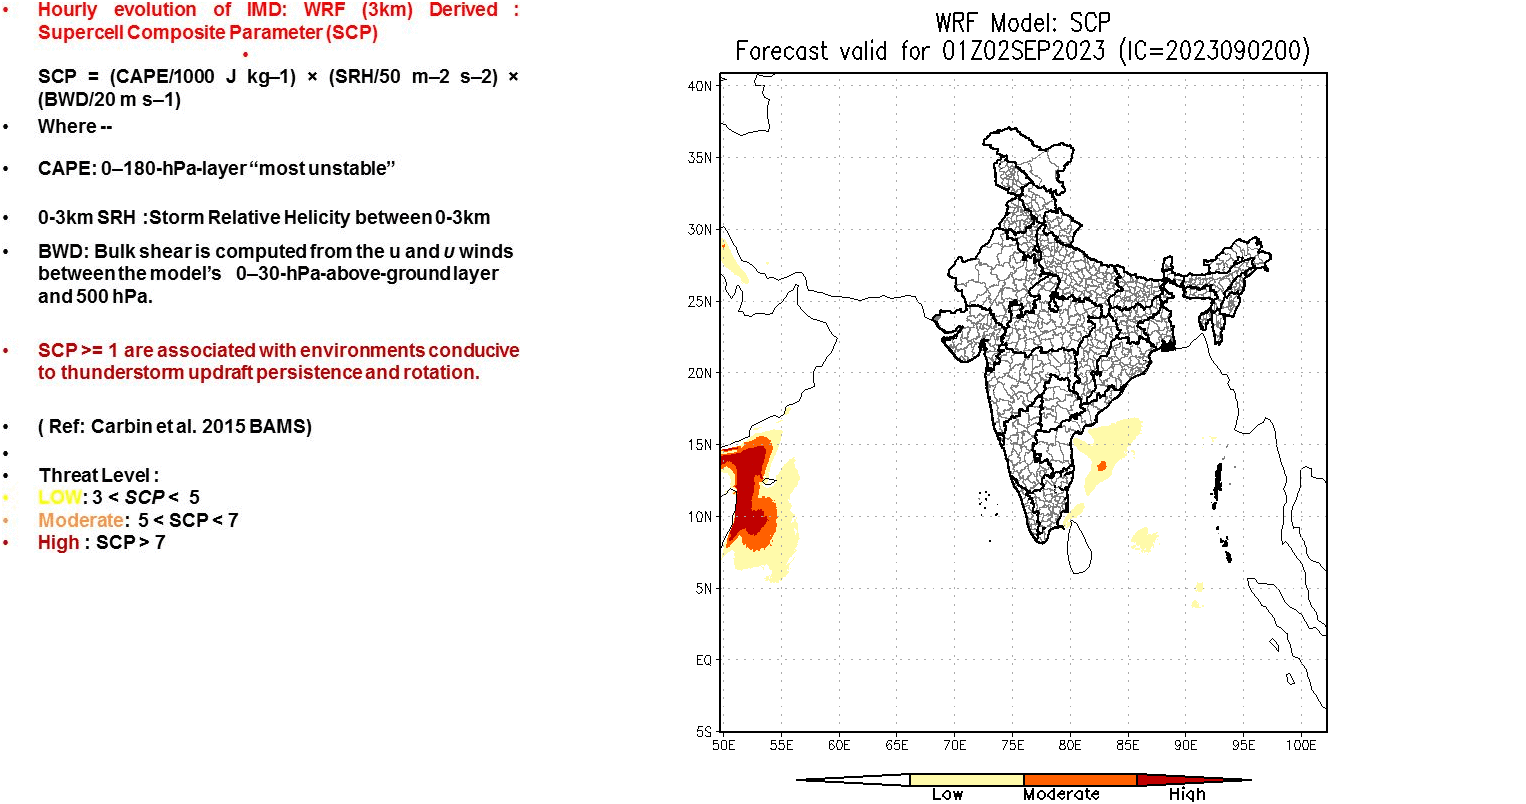 Hourly evolution of IMD: WRF (3km) Derived :
Supercell Composite Parameter (SCP)
SCP = (CAPE/1000 J kg–1) × (SRH/50 m–2 s–2) ×
(BWD/20 m s–1)
Where --
CAPE: 0–180-hPa-layer “most unstable”
0-3km SRH :Storm Relative Helicity between 0-3km
BWD: Bulk shear is computed from the u and υ winds
between the model’s 0–30-hPa-above-ground layer
and 500 hPa.
SCP >= 1 are associated with environments conducive
to thunderstorm updraft persistence and rotation.
( Ref: Carbin et al. 2015 BAMS)
Threat Level :
LOW: 3 < SCP < 5
Moderate: 5 < SCP < 7
High : SCP > 7
WRF Model: SCP
Forecast valid for 01Z02SEP2023 (IC=2023090200)
40N
35N
30N
25N
20N
15N
10N
5N
EQ
5S
50E 55E 60E 65E 70E 75E 80E 85E 90E 95E 100E
Low Moderate High